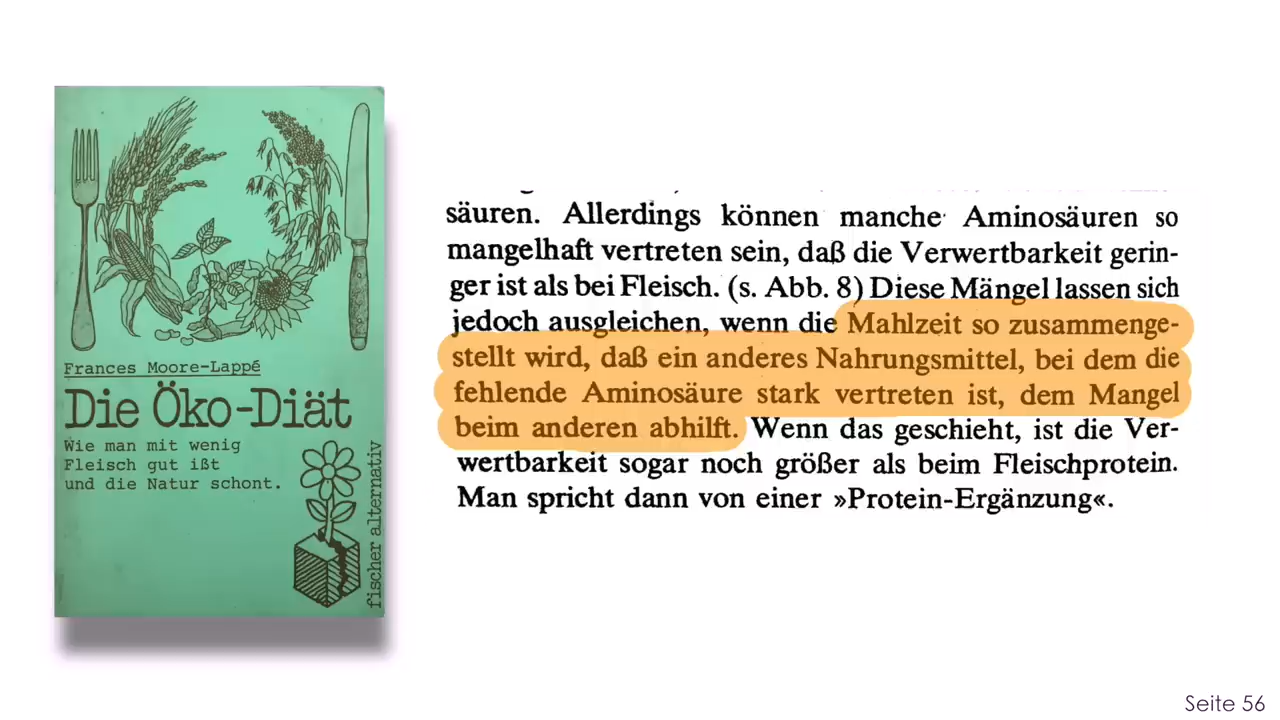 Frances Moore-Lappé
Die Öko-Diät
Wie man mit wenig
Fleisch gut ißt
und die Natur schont.
fischer alternativ
säuren. Allerdings können manche Aminosäuren so
mangelhaft vertreten sein, daß die Verwertbarkeit gerin-
ger ist als bei Fleisch. (s. Abb. 8) Diese Mängel lassen sich
jedoch ausgleichen, wenn die Mahlzeit so zusammenge-
stellt wird, daß ein anderes Nahrungsmittel, bei dem die
fehlende Aminosäure stark vertreten ist, dem Mangel
beim anderen abhilft. Wenn das geschieht, ist die Ver-
wertbarkeit sogar noch größer als beim Fleischprotein.
Man spricht dann von einer »Protein-Ergänzung«.
Seite 56